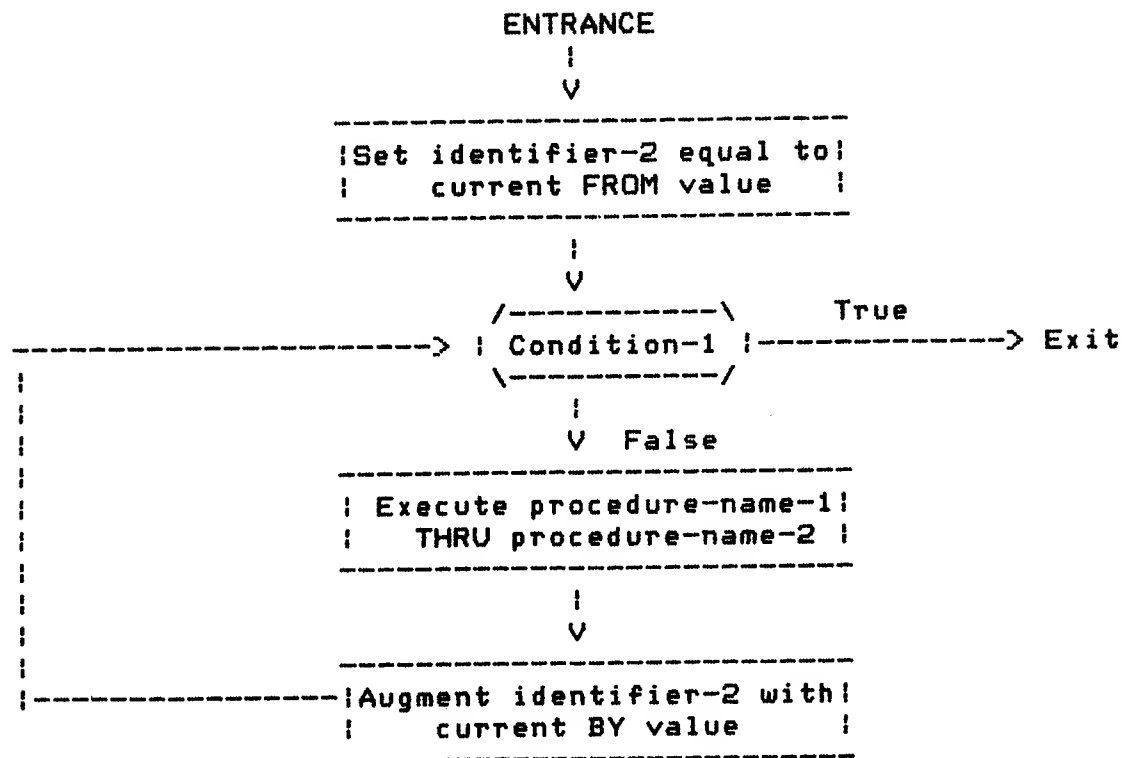 ENTRANCE
Set identifier-2 equal to
current FROM value
True
Condition-1
Exit
False
Execute procedure-name-1
THRU procedure-name-2
Augment identifier-2 with
current BY value